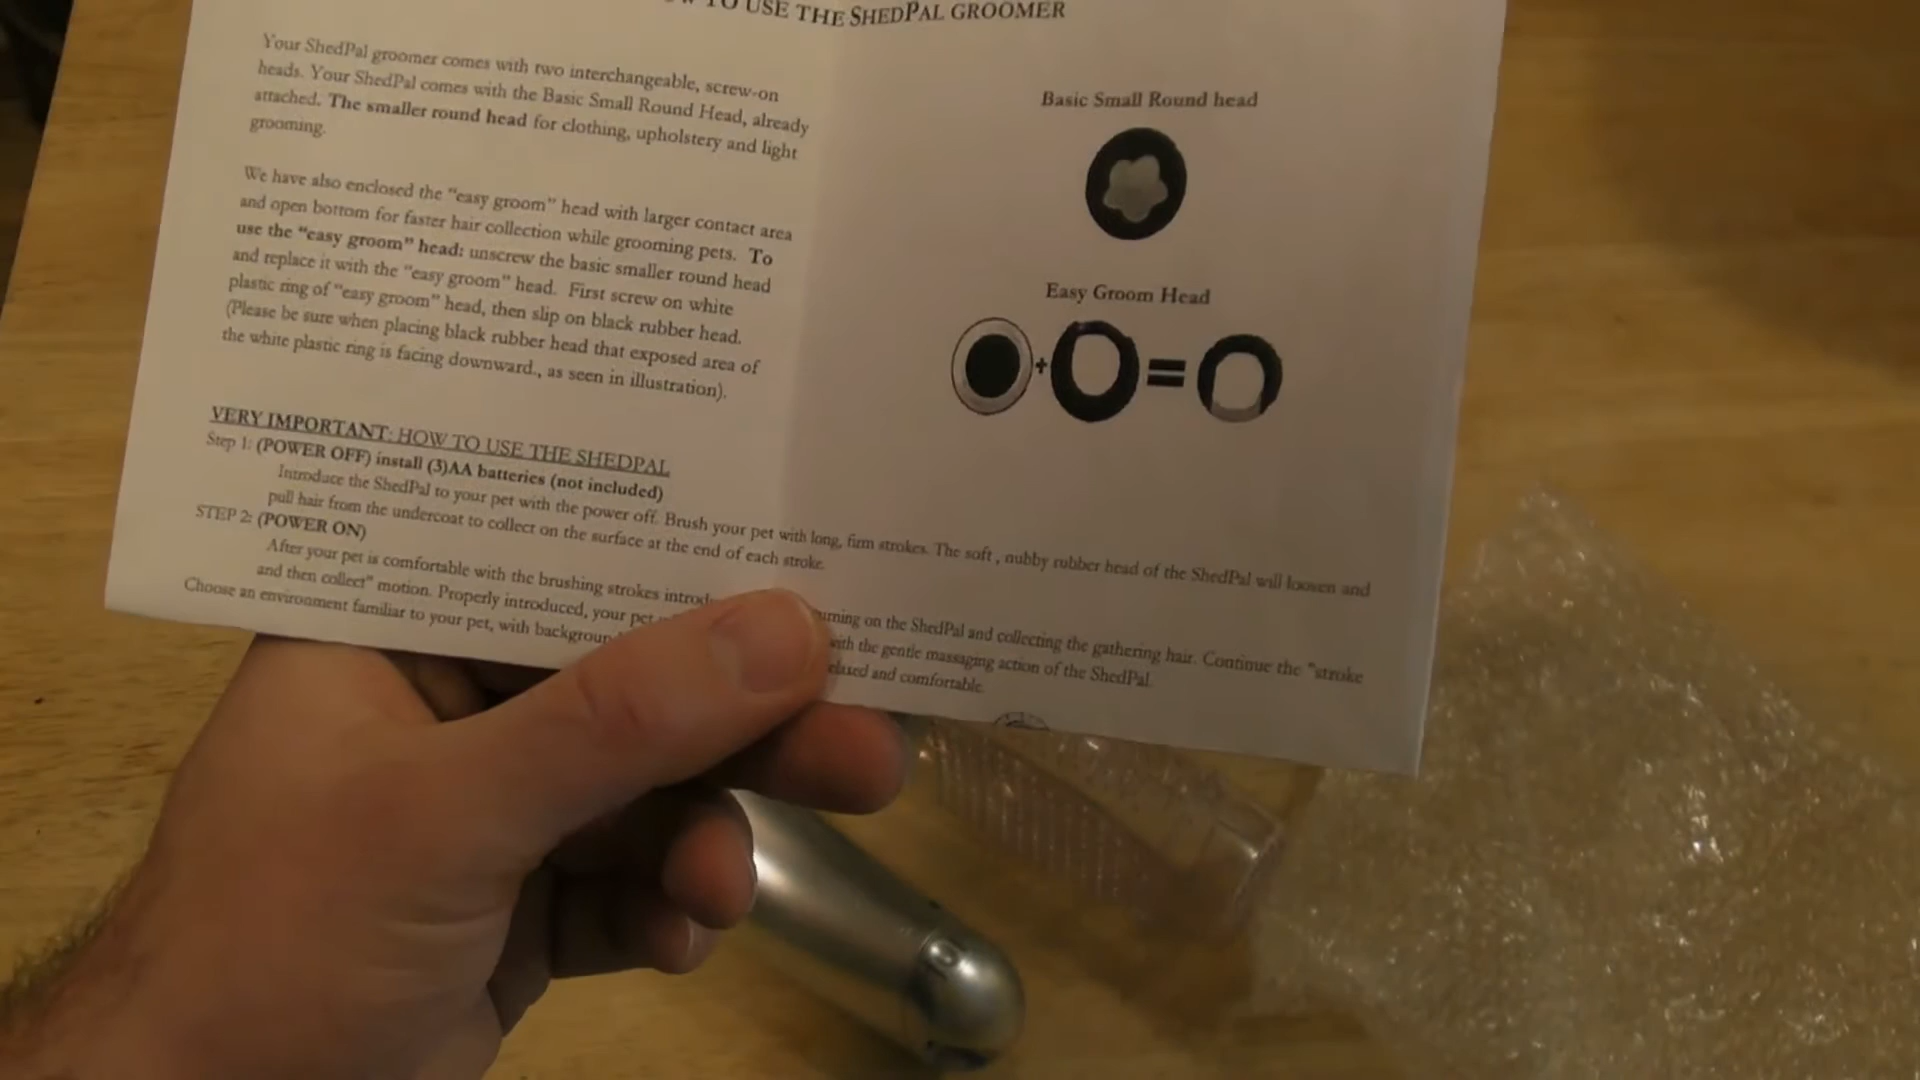 TO USE THE SHEDPAL GROOMER
Your ShedPal groomer comes with two interchangeable, screw-on
heads. Your ShedPal comes with the Basic Small Round Head, already
attached. The smaller round head for clothing, upholstery and light
grooming.
We have also enclosed the "easy groom" head with larger contact area
and open bottom for faster hair collection while grooming pets. To
use the "easy groom" head: unscrew the basic smaller round head
and replace it with the "easy groom" head. First screw on white
plastic ring of "easy groom" head, then slip on black rubber head.
(Please be sure when placing black rubber head that exposed area of
the white plastic ring is facing downward., as seen in illustration).
Basic Small Round head
Easy Groom Head
+ =
VERY IMPORTANT: HOW TO USE THE SHEDPAL
Step 1: (POWER OFF) install (3)AA batteries (not included)
Introduce the ShedPal to your pet with the power off. Brush your pet with long, firm strokes. The soft, nubby rubber head of the ShedPal will loosen and
pull hair from the undercoat to collect on the surface at the end of each stroke.
STEP 2: (POWER ON)
After your pet is comfortable with the brushing strokes turning on the ShedPal and collecting the gathering hair. Continue the "stroke
and then collect" motion. Properly introduced, your pet with the gentle massaging action of the ShedPal.
Choose an environment familiar to your pet, with and comfortable.